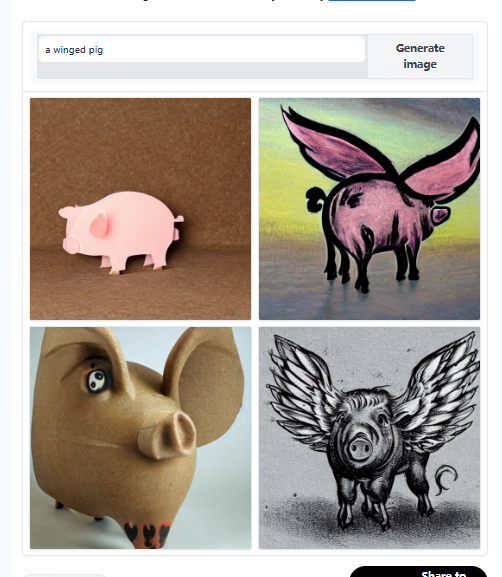 a winged pig
Generate
image
Share to